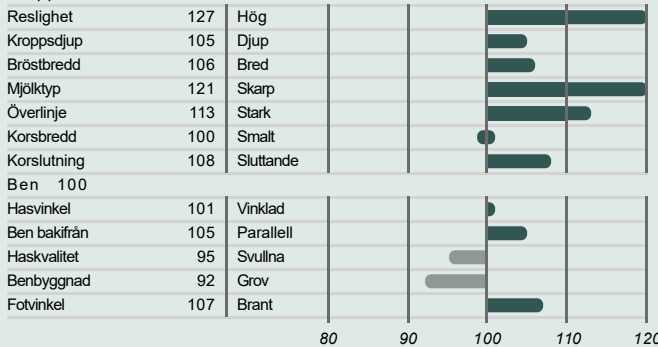 Reslighet 127 Hög
Kroppsdjup 105 Djup
Bröstbredd 106 Bred
Mjölktyp 121 Skarp
Överlinje 113 Stark
Korsbredd 100 Smalt
Korslutning 108 Sluttande
Ben 100
Hasvinkel 101 Vinklad
Ben bakifrån 105 Parallell
Haskvalitet 95 Svullna
Benbyggnad 92 Grov
Fotvinkel 107 Brant
80 90 100 110 120